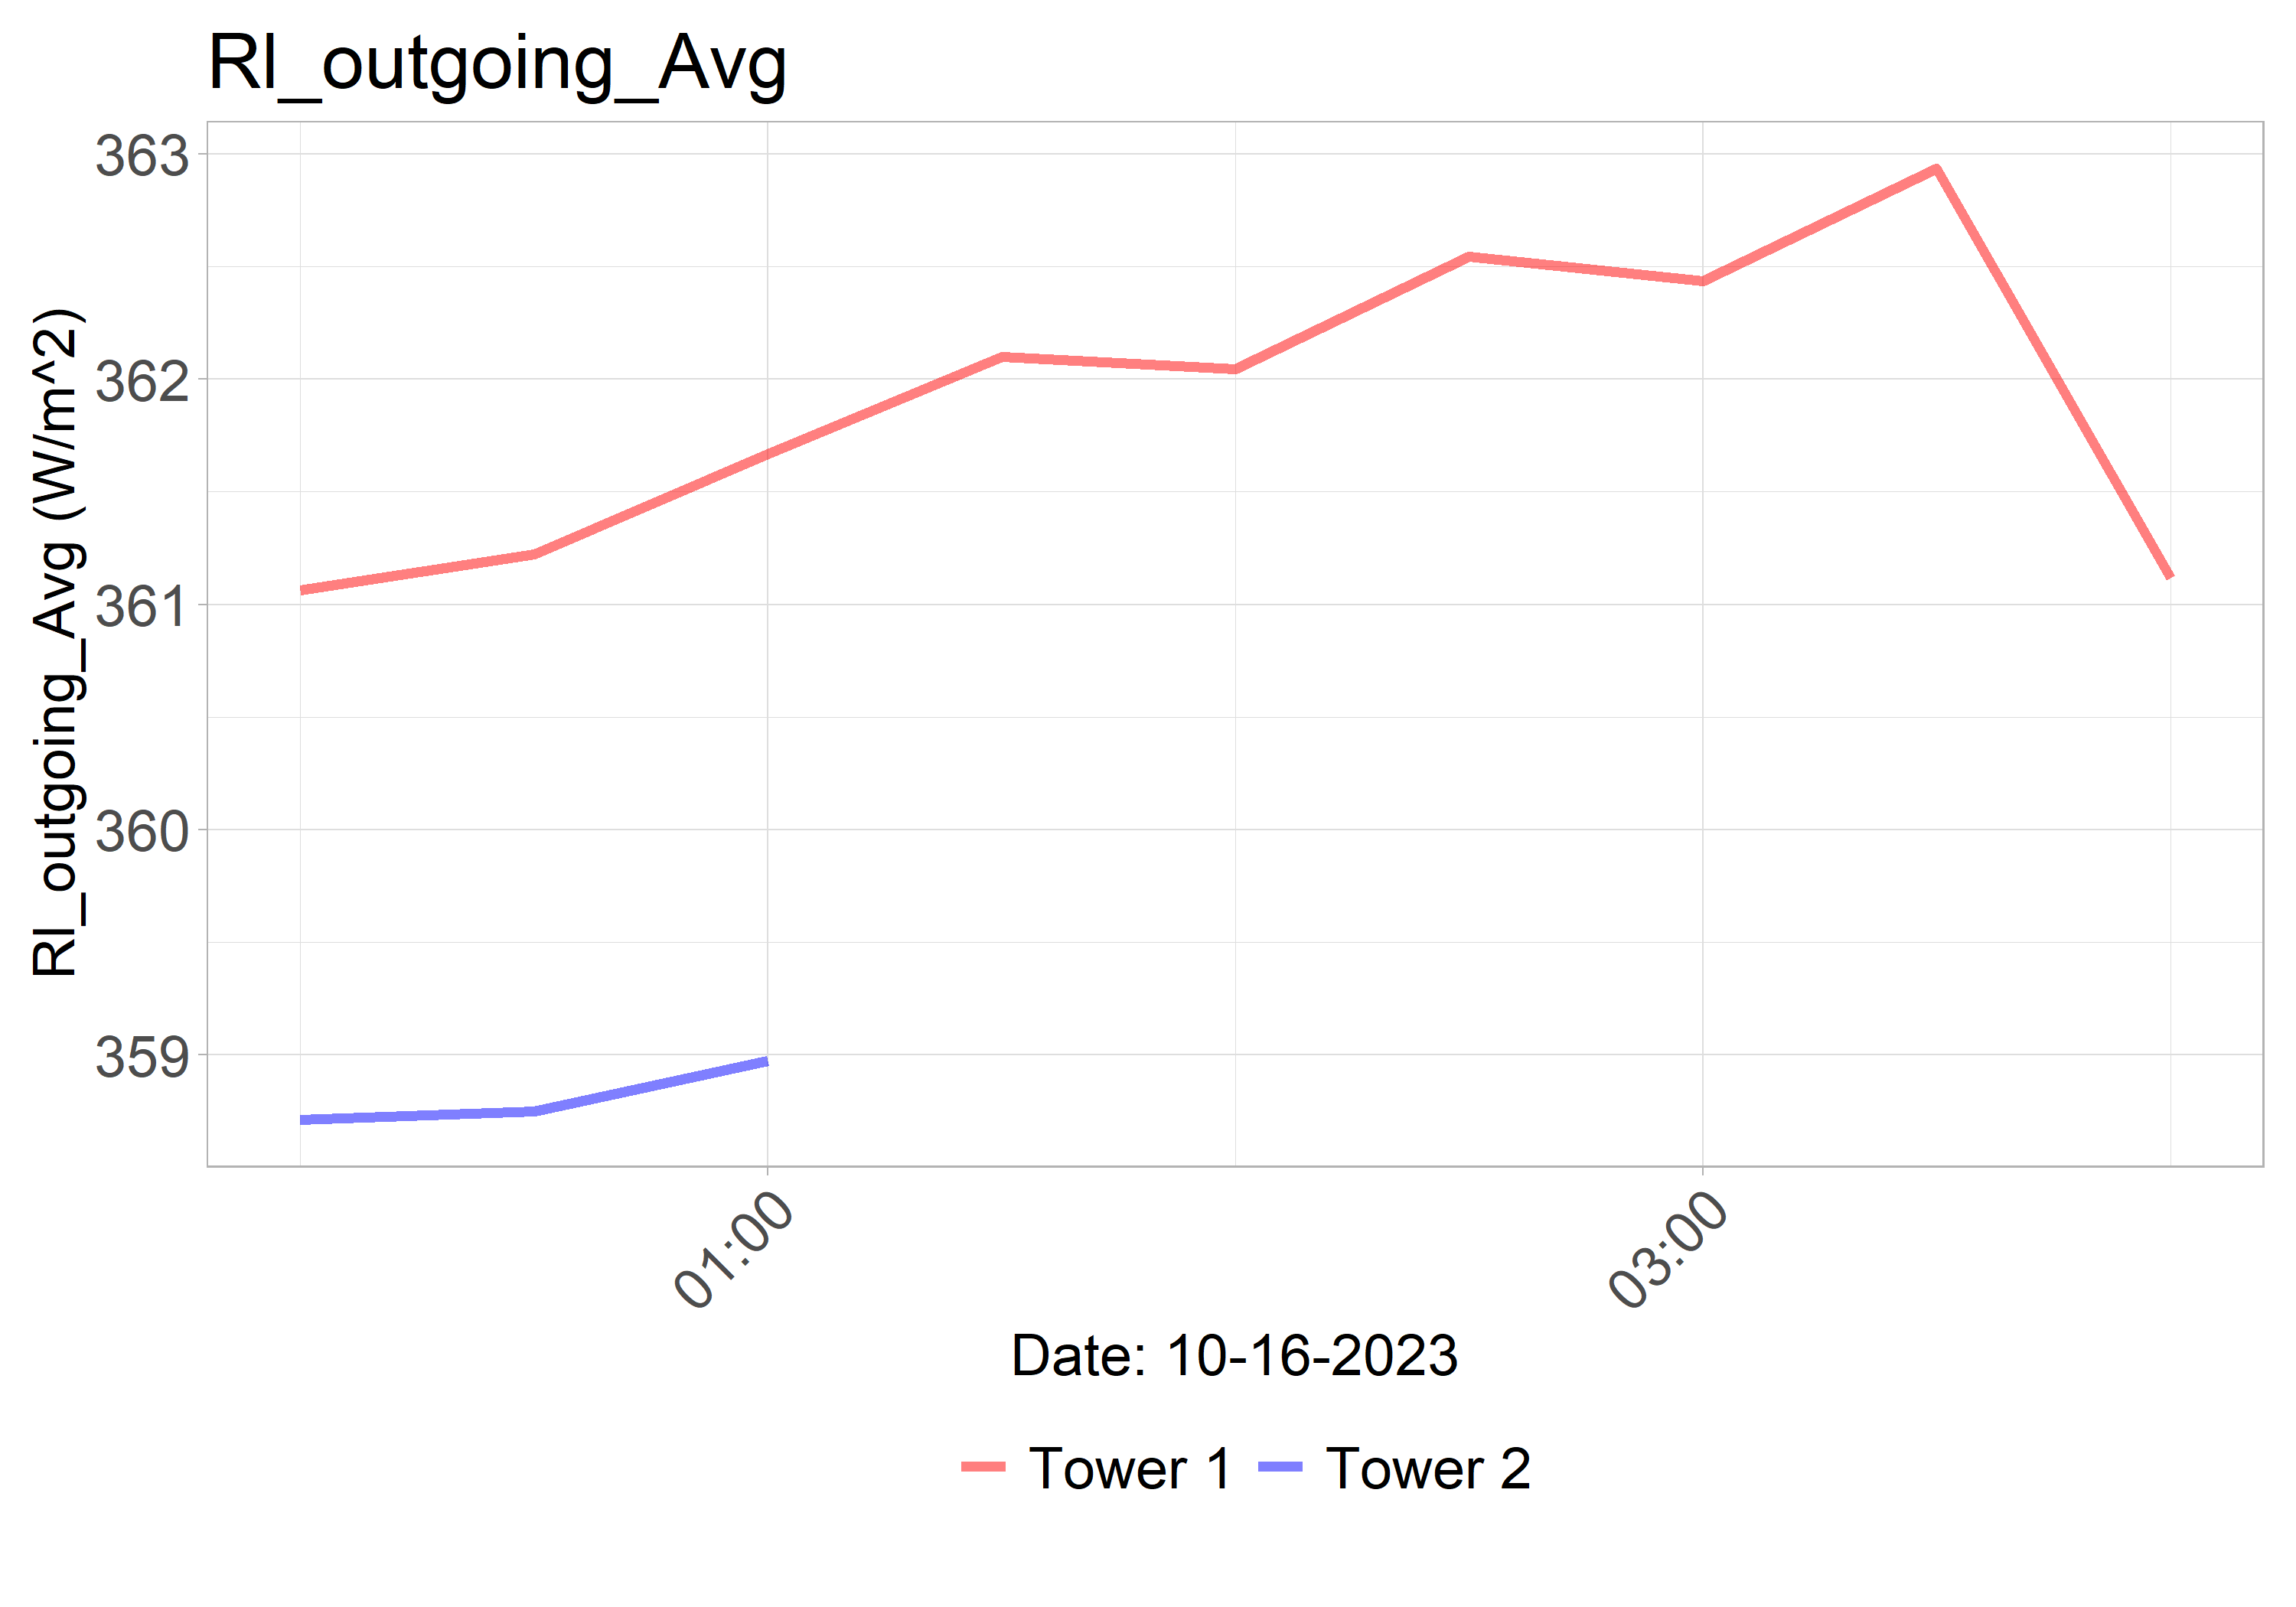 Rl_outgoing_Avg
Rl_outgoing_Avg (W/m^2)
363
362
361
360
359
01:00
03:00
Date: 10-16-2023
Tower 1
Tower 2